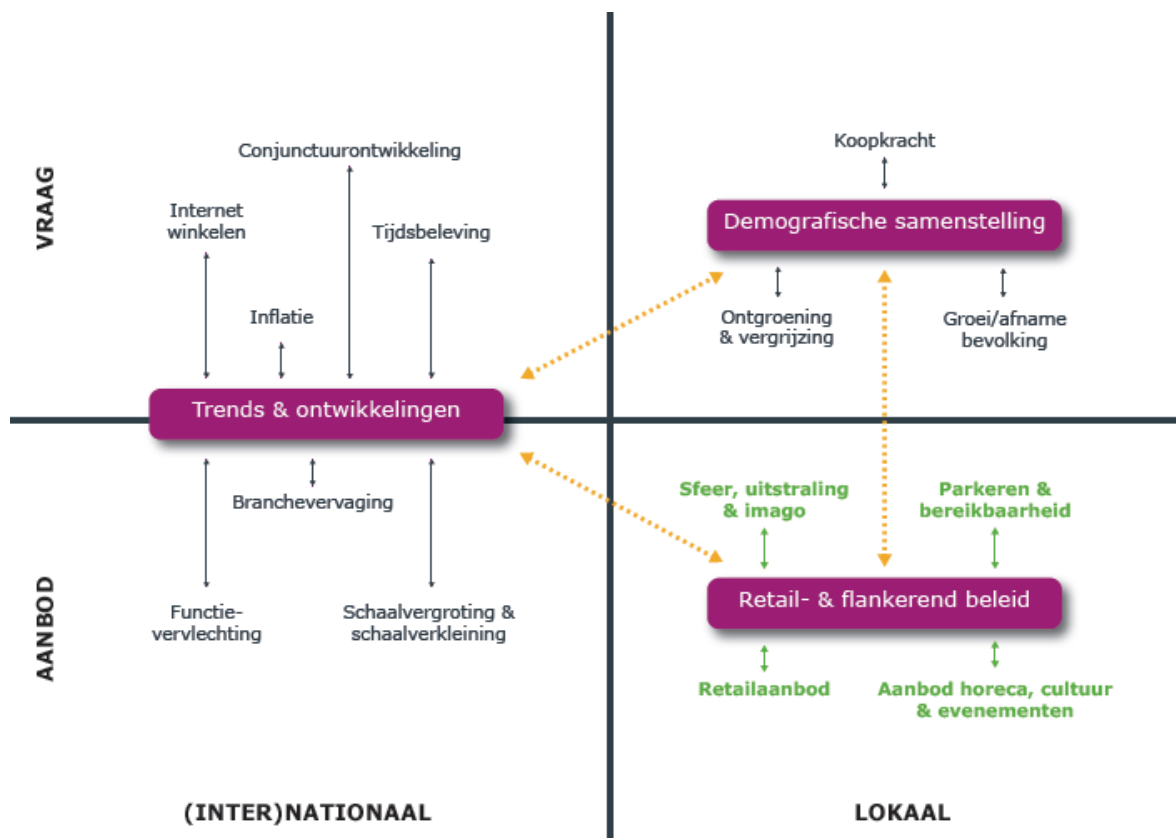 VRAAG
Conjunctuurontwikkeling
Internet
winkelen
Tijdsbeleving
Inflatie
Trends & ontwikkelingen
Koopkracht
Demografische samenstelling
Ontgroening
& vergrijzing
Groei/afname
bevolking
AANBOD
Branchevervaging
Functie-
vervlechting
Schaalvergroting &
schaalverkleining
Sfeer, uitstraling
& imago
Parkeren &
bereikbaarheid
Retail- & flankerend beleid
Retailaanbod
Aanbod horeca, cultuur
& evenementen
(INTER)NATIONAAL
LOKAAL